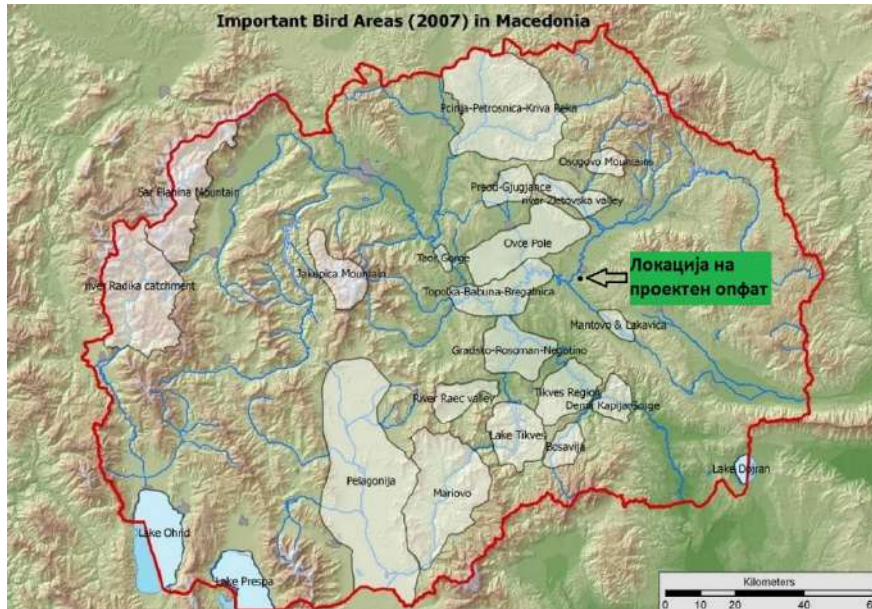 Important Bird Areas (2007) in Macedonia
Pcinja-Petrosnica-Kriva Reka
Osogovo Mountains
Sar Planina Mountain
Preod-Gjugjance
river Zletovska valley
Ovce Pole
Taor Gorge
Локација на
проектен опфат
Jakupica Mountain
river Radika catchment
Topolka-Babuna-Bregalnica
Mantovo & Lakavica
Gradsko-Rosoman-Negotino
River Raec valley
Tikves Region
Demir Kapija Gorge
Lake Tikves
Bosavija
Lake Dojran
Pelagonija
Mariovo
Lake Ohrid
Lake Prespa
Kilometers
0 10 20 40 60